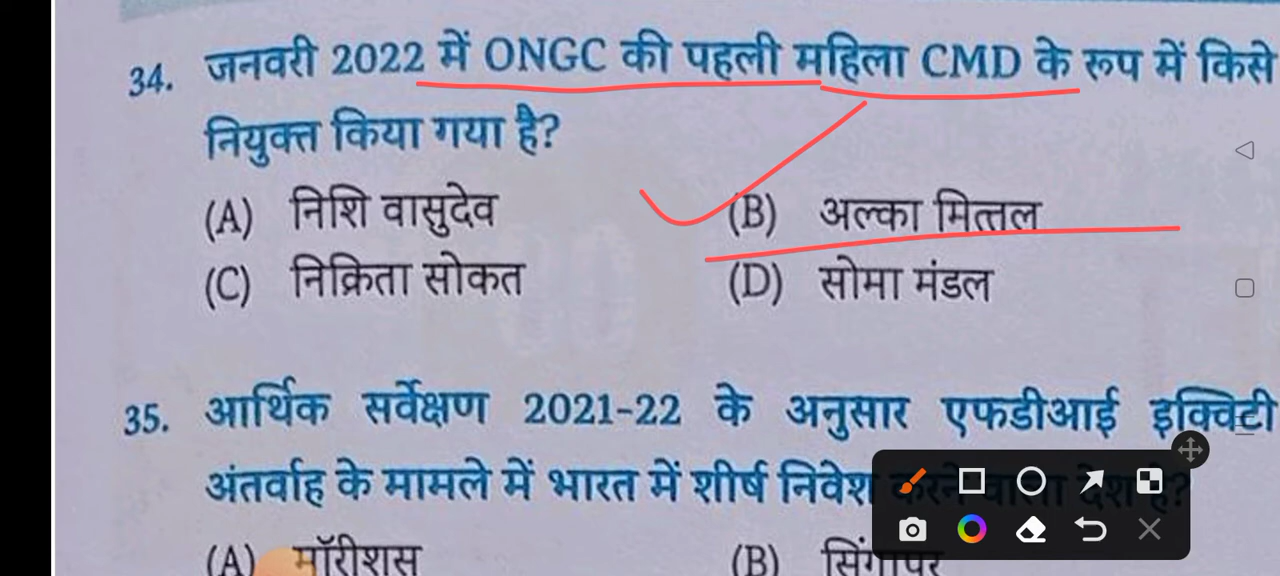 34. जनवरी 2022 में ONGC की पहली महिला CMD के रूप में किसे
नियुक्त किया गया है?
(A) निशि वासुदेव (B) अल्का मित्तल
(C) निक्रिता सोकत (D) सोमा मंडल
35. आर्थिक सर्वेक्षण 2021-22 के अनुसार एफडीआई इक्विटी
अंतर्वाह के मामले में भारत में शीर्ष निवेश करने वाला देश है?
(A) मॉरीशस (B) सिंगापुर